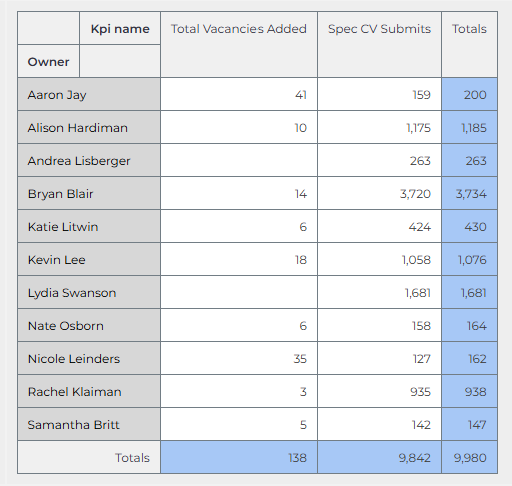 Kpi name Total Vacancies Added Spec CV Submits Totals
Owner
Aaron Jay 41 159 200
Alison Hardiman 10 1,175 1,185
Andrea Lisberger 263 263
Bryan Blair 14 3,720 3,734
Katie Litwin 6 424 430
Kevin Lee 18 1,058 1,076
Lydia Swanson 1,681 1,681
Nate Osborn 6 158 164
Nicole Leinders 35 127 162
Rachel Klaiman 3 935 938
Samantha Britt 5 142 147
Totals 138 9,842 9,980